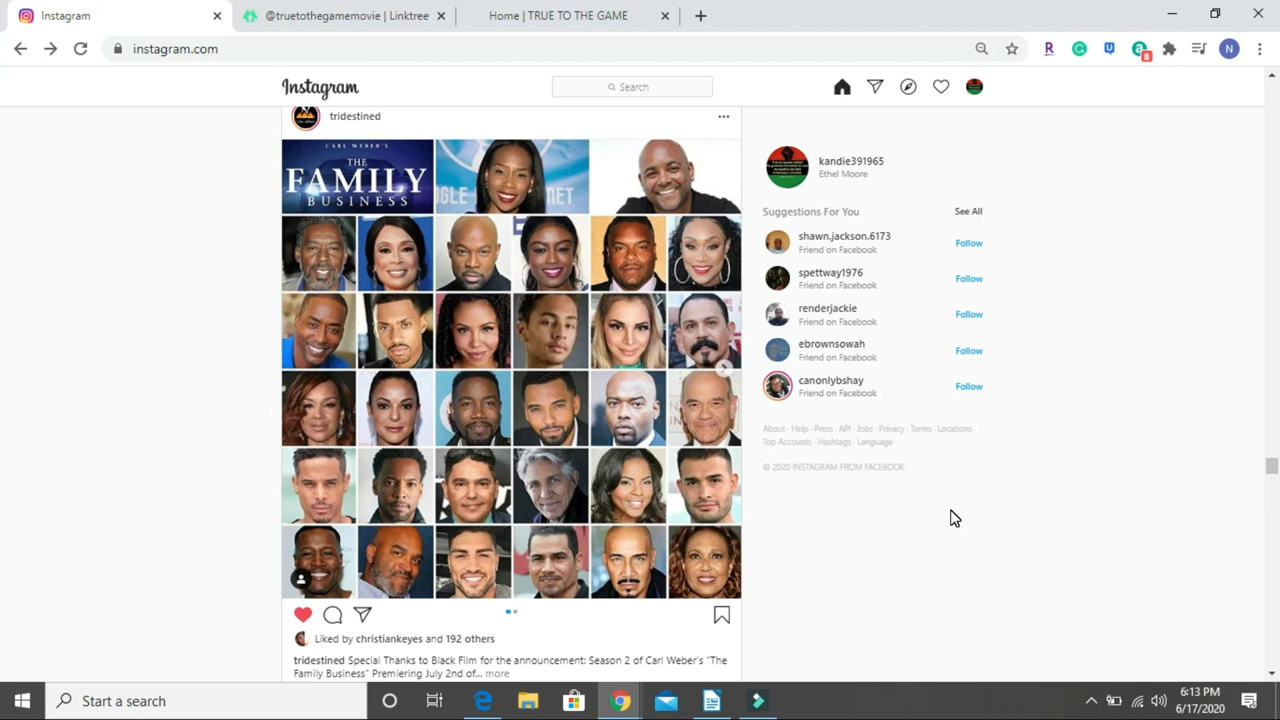 Instagram
@truetothegamemovie | Linktree
Home | TRUE TO THE GAME
instagram.com
R
8
N
Instagram
Search
tridestined
CARL WEBER'S
THE
FAMILY
BUSINESS
kandie391965
Ethel Moore
Suggestions For You
See All
shawn.jackson.6173
Friend on Facebook
Follow
spettway1976
Friend on Facebook
Follow
renderjackie
Friend on Facebook
Follow
ebrownsowah
Friend on Facebook
Follow
canonlybshay
Friend on Facebook
Follow
About · Help · Press · API · Jobs · Privacy · Terms · Locations ·
Top Accounts · Hashtags · Language
© 2020 INSTAGRAM FROM FACEBOOK
Liked by christiankeyes and 192 others
tridestined Special Thanks to Black Film for the announcement: Season 2 of Carl Weber's "The
Family Business" Premiering July 2nd of... more
Start a search
6:13 PM
6/17/2020